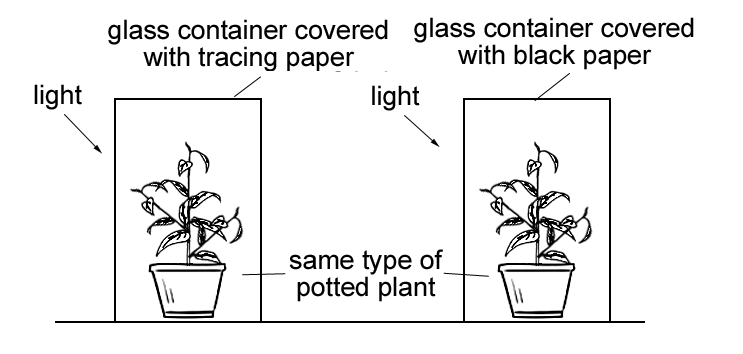 glass container covered
with tracing paper
glass container covered
with black paper
light
light
same type of
potted plant